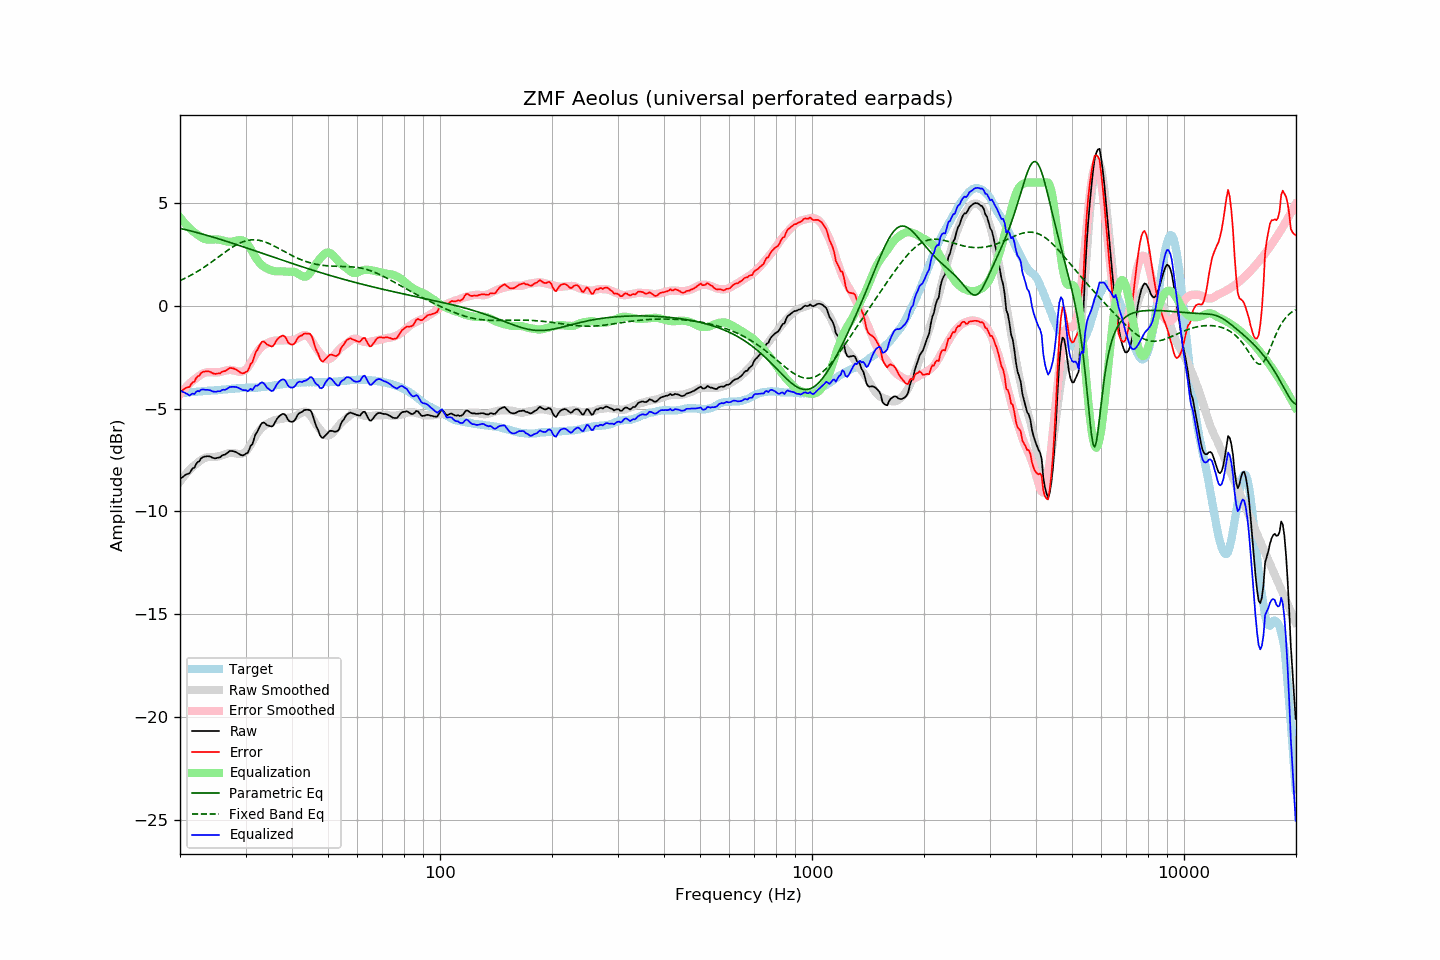 ZMF Aeolus (universal perforated earpads)
5
0
−5
−10
−15
−20
−25
Amplitude (dBr)
Target
Raw Smoothed
Error Smoothed
Raw
Error
Equalization
Parametric Eq
Fixed Band Eq
Equalized
100
1000
10000
Frequency (Hz)